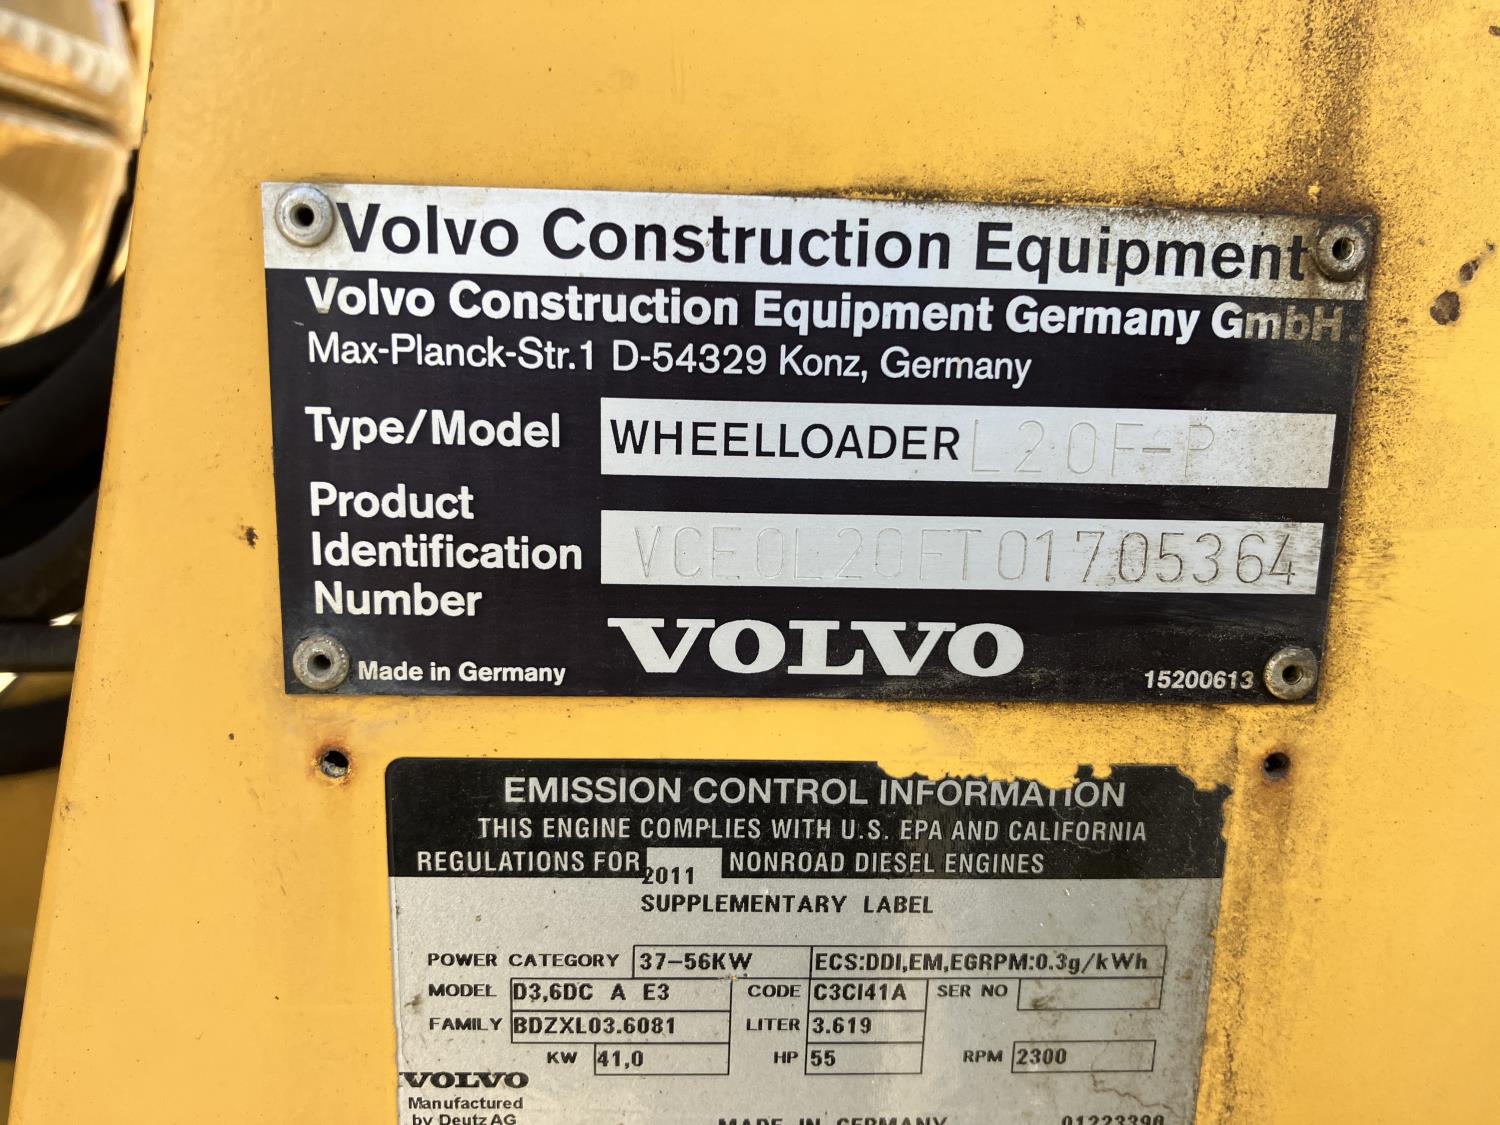 Volvo Construction Equipment
Volvo Construction Equipment Germany GmbH.
Max-Planck-Str.1 D-54329 Konz, Germany
Type/Model WHEELLOADER L20F-P
Product
Identification VCE0L20FT01705364
Number
VOLVO
Made in Germany 15200613
EMISSION CONTROL INFORMATION
THIS ENGINE COMPLIES WITH U.S. EPA AND CALIFORNIA
REGULATIONS FOR 2011 NONROAD DIESEL ENGINES
SUPPLEMENTARY LABEL
POWER CATEGORY 37-56KW ECS:DDI,EM,EGRPM:0.3g/kWh
MODEL D3,6DC A E3 CODE C3CI41A SER NO
FAMILY BDZXL03.6081 LITER 3.619
KW 41,0 HP 55 RPM 2300
VOLVO
Manufactured
by Deutz AG MADE IN GERMANY 01223390